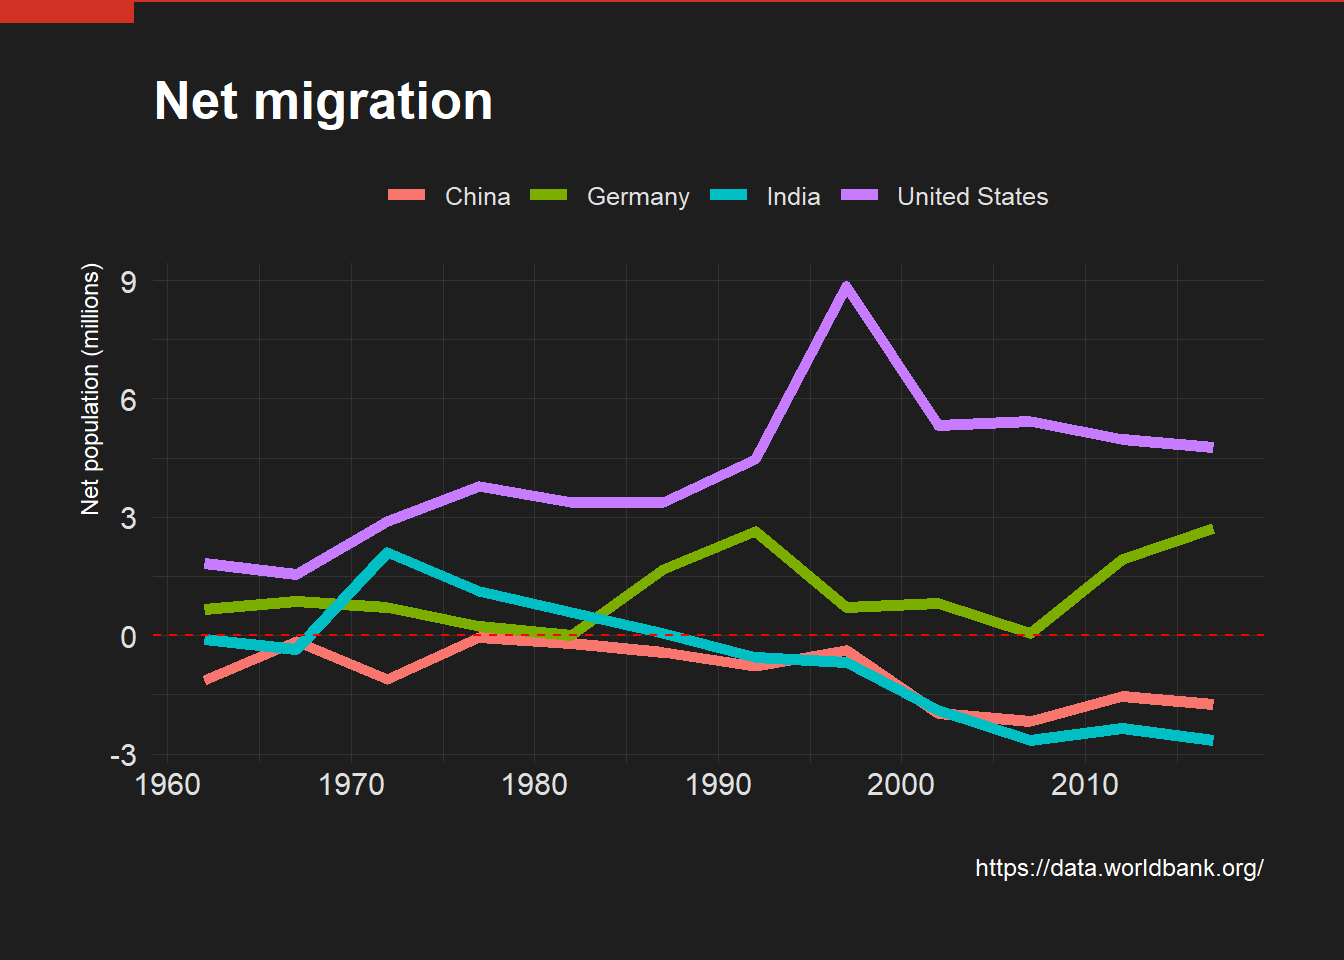 Net migration
China Germany India United States
Net population (millions)
9
6
3
0
-3
1960 1970 1980 1990 2000 2010
https://data.worldbank.org/